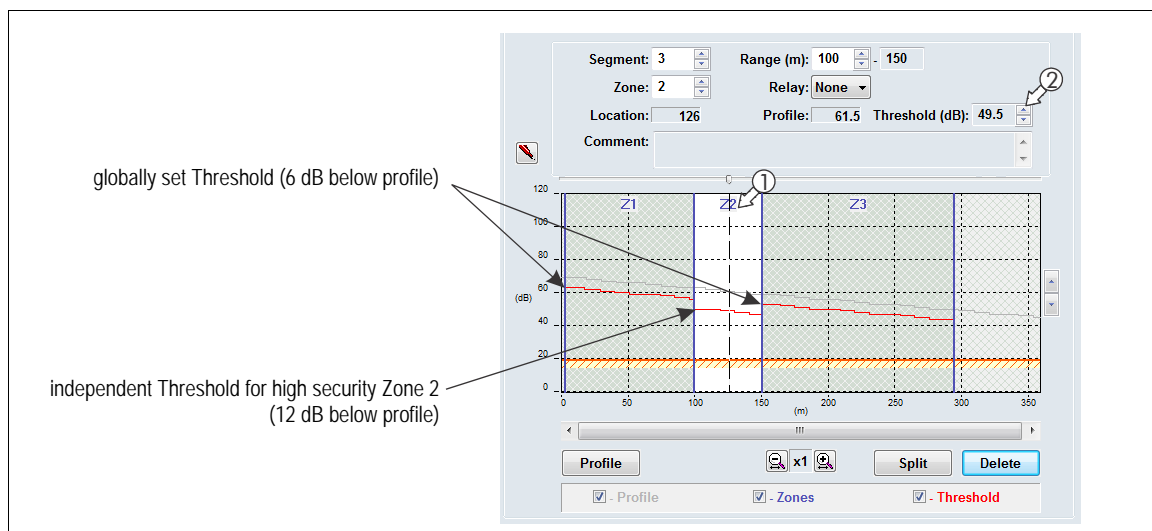 Segment: 3 Range (m): 100 - 150
Zone: 2 Relay: None
2
Location: 126 Profile: 61.5 Threshold (dB): 49.5
Comment:
globally set Threshold (6 dB below profile)
1
120 Z1 Z2 Z3
100
80
60
(dB)
40
20
0
independent Threshold for high security Zone 2
(12 dB below profile)
0 50 100 150 200 250 300 350
(m)
Profile x1 Split Delete
- Profile - Zones - Threshold